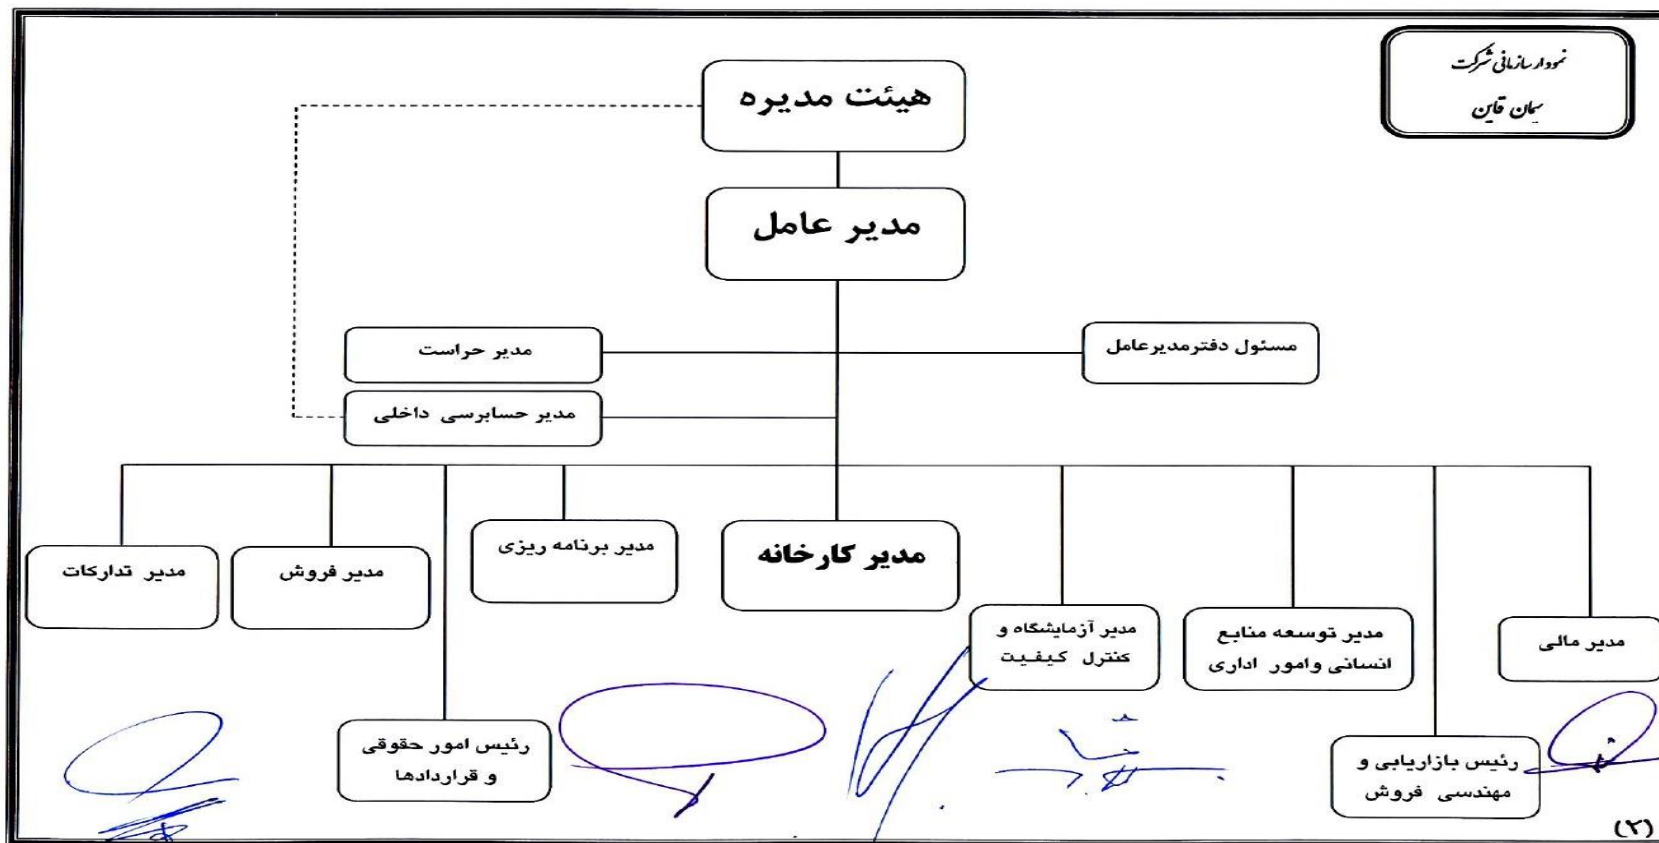 نمودار سازمانی شرکت
سیمان قاین
هیئت مدیره
مدیر عامل
مسئول دفترمدیرعامل
مدیر حراست
مدیر حسابرسی داخلی
مدیر مالی
رئیس بازاریابی و
مهندسی فروش
مدیر توسعه منابع
انسانی وامور اداری
مدیر آزمایشگاه و
کنترل کیفیت
مدیر کارخانه
مدیر برنامه ریزی
رئیس امور حقوقی
و قراردادها
مدیر فروش
مدیر تدارکات
(۲)